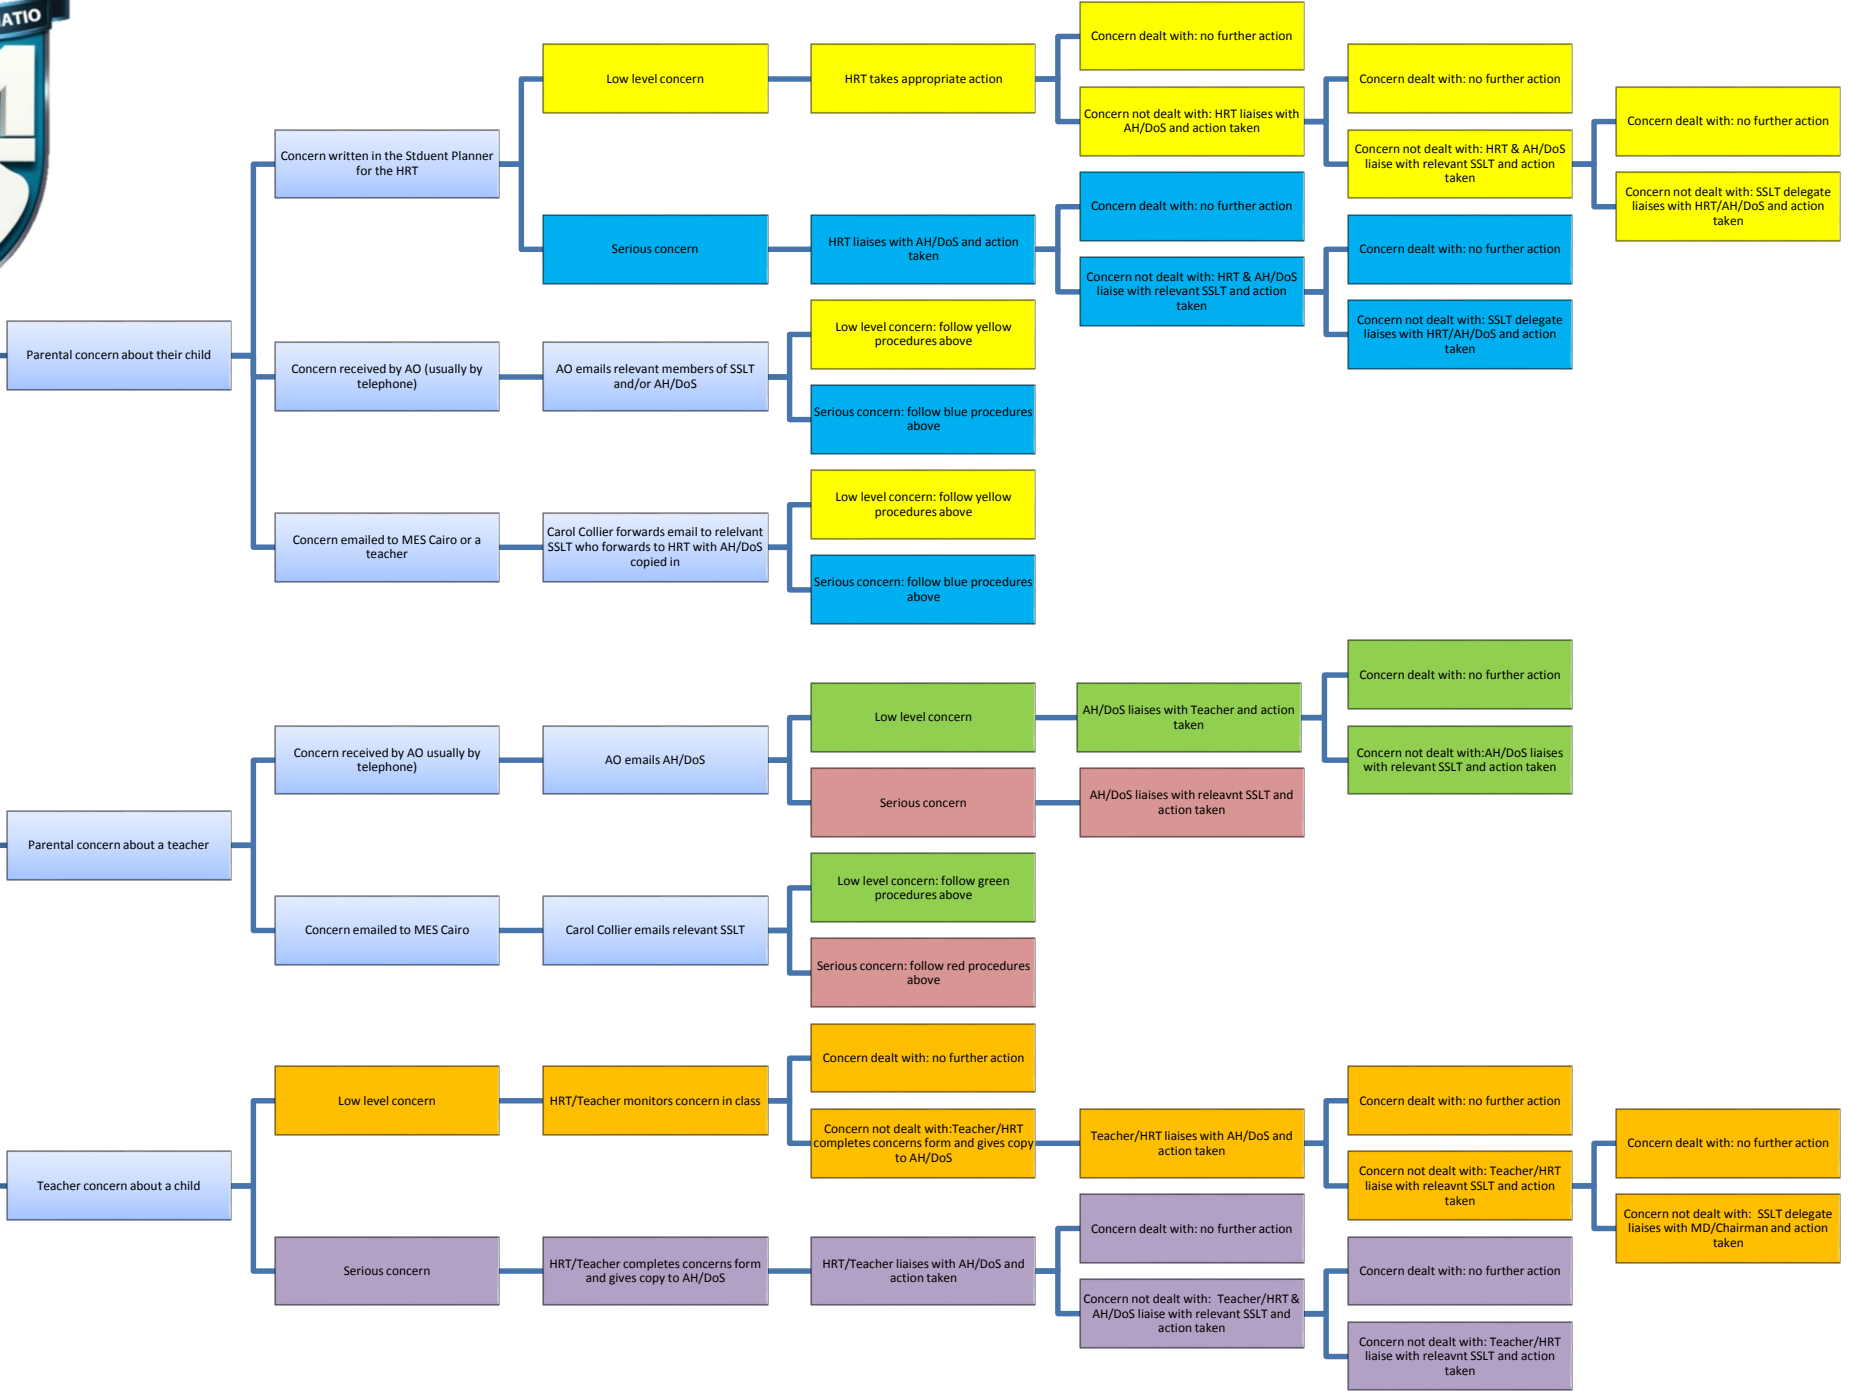 ATIO
Parental concern about their child
Concern written in the Stduent Planner
for the HRT
Low level concern
HRT takes appropriate action
Concern dealt with: no further action
Concern not dealt with: HRT liaises with
AH/DoS and action taken
Concern dealt with: no further action
Concern not dealt with: HRT & AH/DoS
liaise with relevant SSLT and action
taken
Concern dealt with: no further action
Concern not dealt with: SSLT delegate
liaises with HRT/AH/DoS and action
taken
Serious concern
HRT liaises with AH/DoS and action
taken
Concern dealt with: no further action
Concern not dealt with: HRT & AH/DoS
liaise with relevant SSLT and action
taken
Concern dealt with: no further action
Concern not dealt with: SSLT delegate
liaises with HRT/AH/DoS and action
taken
Concern received by AO (usually by
telephone)
AO emails relevant members of SSLT
and/or AH/DoS
Low level concern: follow yellow
procedures above
Serious concern: follow blue procedures
above
Concern emailed to MES Cairo or a
teacher
Carol Collier forwards email to relelvant
SSLT who forwards to HRT with AH/DoS
copied in
Low level concern: follow yellow
procedures above
Serious concern: follow blue procedures
above
Parental concern about a teacher
Concern received by AO usually by
telephone)
AO emails AH/DoS
Low level concern
AH/DoS liaises with Teacher and action
taken
Concern dealt with: no further action
Concern not dealt with:AH/DoS liaises
with relevant SSLT and action taken
Serious concern
AH/DoS liaises with releavnt SSLT and
action taken
Concern emailed to MES Cairo
Carol Collier emails relevant SSLT
Low level concern: follow green
procedures above
Serious concern: follow red procedures
above
Teacher concern about a child
Low level concern
HRT/Teacher monitors concern in class
Concern dealt with: no further action
Concern not dealt with:Teacher/HRT
completes concerns form and gives copy
to AH/DoS
Teacher/HRT liaises with AH/DoS and
action taken
Concern dealt with: no further action
Concern not dealt with: Teacher/HRT
liaise with releavnt SSLT and action
taken
Concern dealt with: no further action
Concern not dealt with:  SSLT delegate
liaises with MD/Chairman and action
taken
Serious concern
HRT/Teacher completes concerns form
and gives copy to AH/DoS
HRT/Teacher liaises with AH/DoS and
action taken
Concern dealt with: no further action
Concern not dealt with:  Teacher/HRT &
AH/DoS liaise with relevant SSLT and
action taken
Concern dealt with: no further action
Concern not dealt with: Teacher/HRT
liaise with releavnt SSLT and action
taken